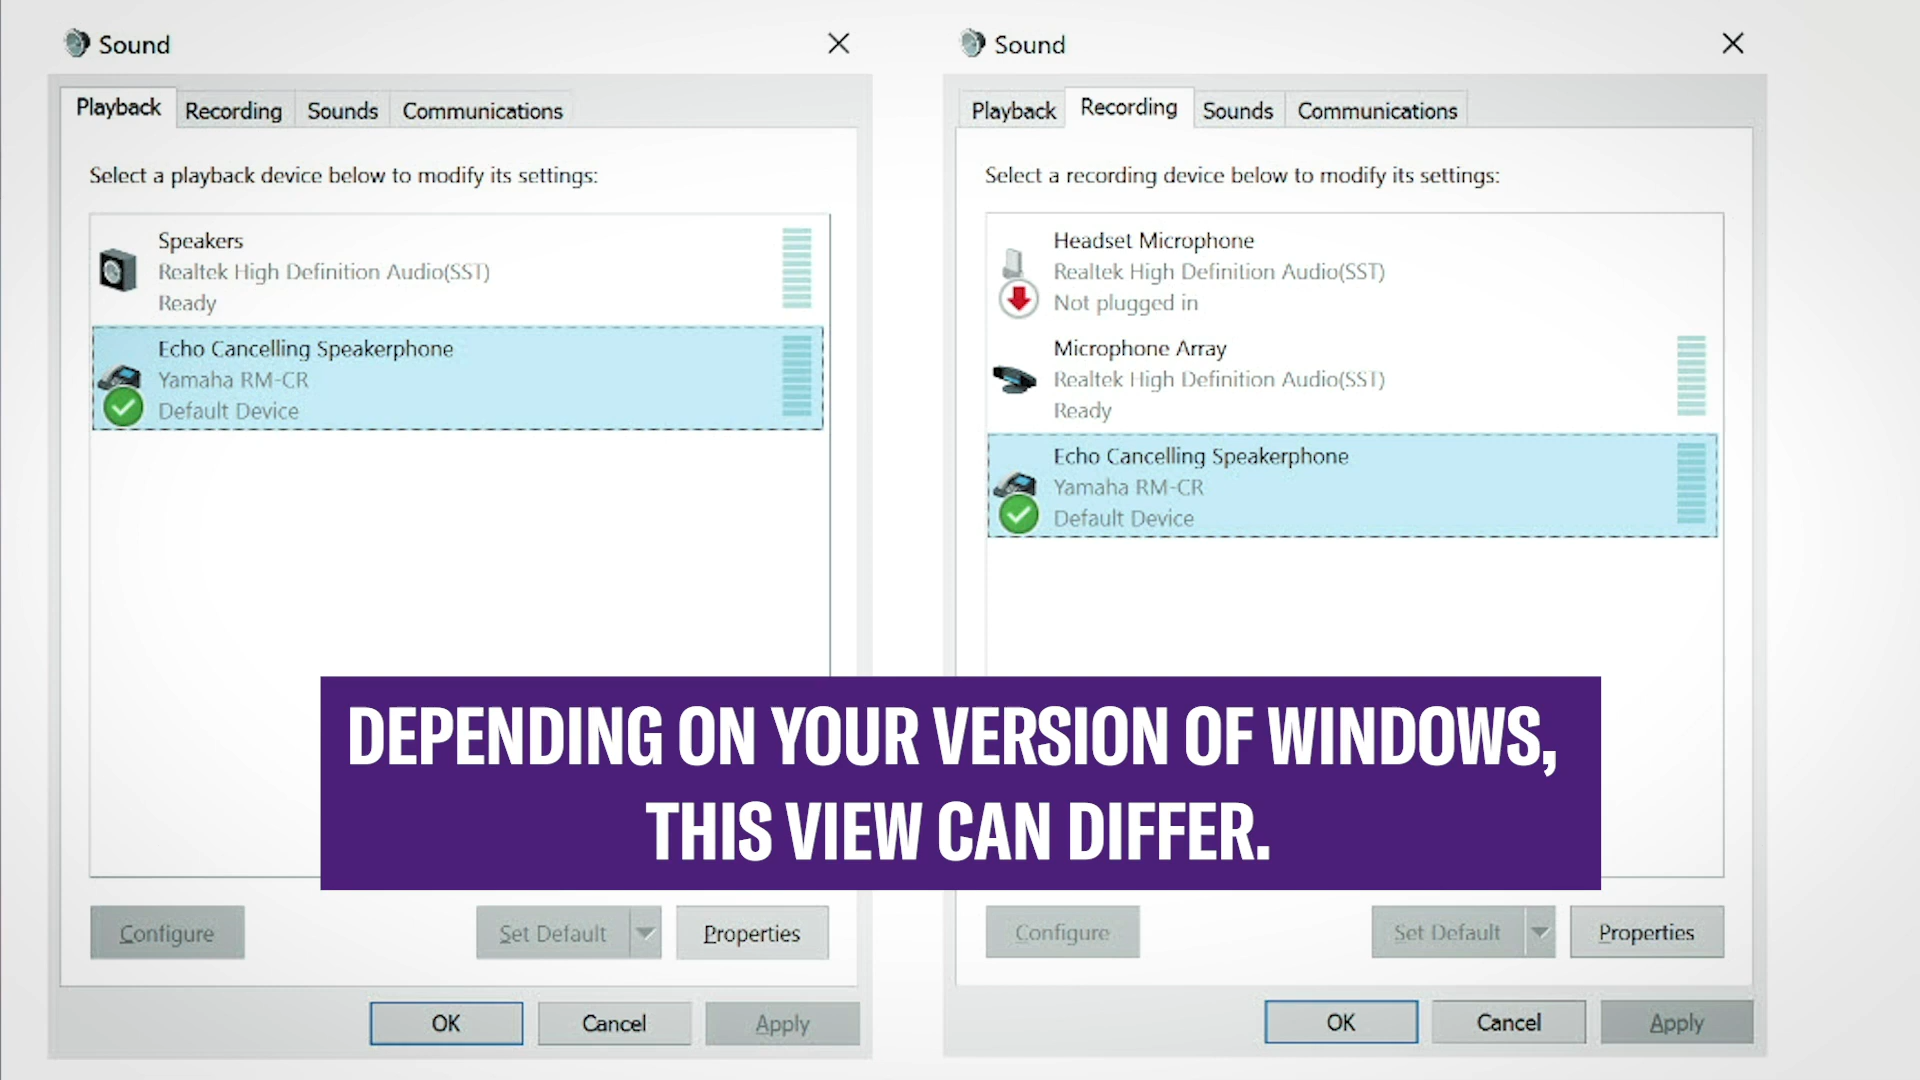 Sound
Playback
Recording
Sounds
Communications
Select a playback device below to modify its settings:
Speakers
Realtek High Definition Audio(SST)
Ready
Echo Cancelling Speakerphone
Yamaha RM-CR
Default Device
Configure
Set Default
Properties
OK
Cancel
Apply
Sound
Playback
Recording
Sounds
Communications
Select a recording device below to modify its settings:
Headset Microphone
Realtek High Definition Audio(SST)
Not plugged in
Microphone Array
Realtek High Definition Audio(SST)
Ready
Echo Cancelling Speakerphone
Yamaha RM-CR
Default Device
Configure
Set Default
Properties
OK
Cancel
Apply
DEPENDING ON YOUR VERSION OF WINDOWS,
THIS VIEW CAN DIFFER.